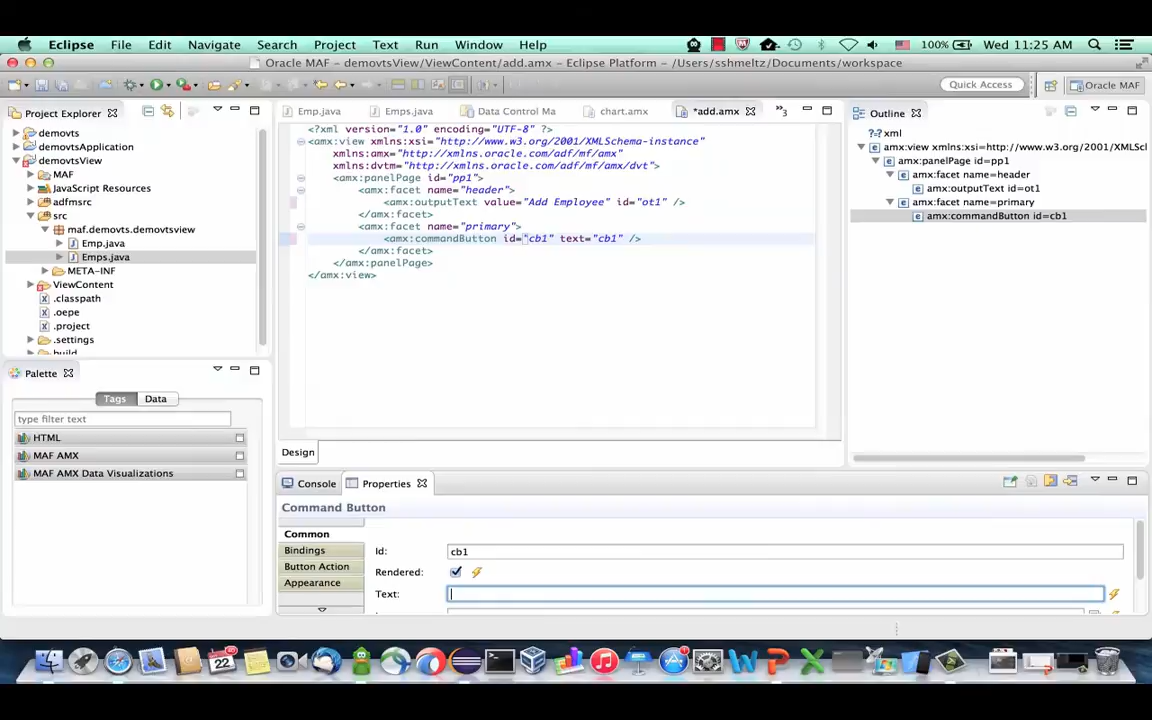 Eclipse File Edit Navigate Search Project Text Run Window Help 100% Wed 11:25 AM
Oracle MAF - demovtsView/ViewContent/add.amx - Eclipse Platform - /Users/sshmeltz/Documents/workspace
Quick Access Oracle MAF
Project Explorer
demovts
demovtsApplication
demovtsView
MAF
JavaScript Resources
adfmsrc
src
maf.demovts.demovtsview
Emp.java
Emps.java
META-INF
ViewContent
.classpath
.oepe
.project
.settings
build
Palette
Tags Data
type filter text
HTML
MAF AMX
MAF AMX Data Visualizations
Emp.java Emps.java Data Control Ma chart.amx *add.amx »3
<?xml version="1.0" encoding="UTF-8" ?>
<amx:view xmlns:xsi="http://www.w3.org/2001/XMLSchema-instance"
xmlns:amx="http://xmlns.oracle.com/adf/mf/amx"
xmlns:dvtm="http://xmlns.oracle.com/adf/mf/amx/dvt">
<amx:panelPage id="pp1">
<amx:facet name="header">
<amx:outputText value="Add Employee" id="ot1" />
</amx:facet>
<amx:facet name="primary">
<amx:commandButton id="cb1" text="cb1" />
</amx:facet>
</amx:panelPage>
</amx:view>
Design
Outline
xml
amx:view xmlns:xsi=http://www.w3.org/2001/XMLScl
amx:panelPage id=pp1
amx:facet name=header
amx:outputText id=ot1
amx:facet name=primary
amx:commandButton id=cb1
Console Properties
Command Button
Common
Bindings
Button Action
Appearance
Id: cb1
Rendered:
Text: